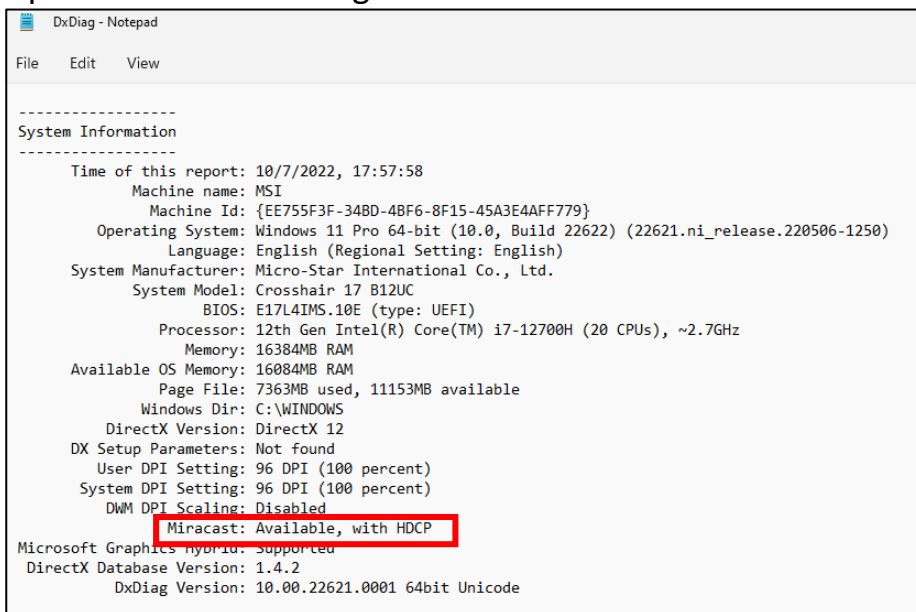 DxDiag - Notepad
File Edit View
------------------
System Information
------------------
Time of this report: 10/7/2022, 17:57:58
Machine name: MSI
Machine Id: {EE755F3F-34BD-4BF6-8F15-45A3E4AFF779}
Operating System: Windows 11 Pro 64-bit (10.0, Build 22622) (22621.ni_release.220506-1250)
Language: English (Regional Setting: English)
System Manufacturer: Micro-Star International Co., Ltd.
System Model: Crosshair 17 B12UC
BIOS: E17L4IMS.10E (type: UEFI)
Processor: 12th Gen Intel(R) Core(TM) i7-12700H (20 CPUs), ~2.7GHz
Memory: 16384MB RAM
Available OS Memory: 16084MB RAM
Page File: 7363MB used, 11153MB available
Windows Dir: C:\WINDOWS
DirectX Version: DirectX 12
DX Setup Parameters: Not found
User DPI Setting: 96 DPI (100 percent)
System DPI Setting: 96 DPI (100 percent)
DWM DPI Scaling: Disabled
Miracast: Available, with HDCP
Microsoft Graphics Hybrid: Supported
DirectX Database Version: 1.4.2
DxDiag Version: 10.00.22621.0001 64bit Unicode